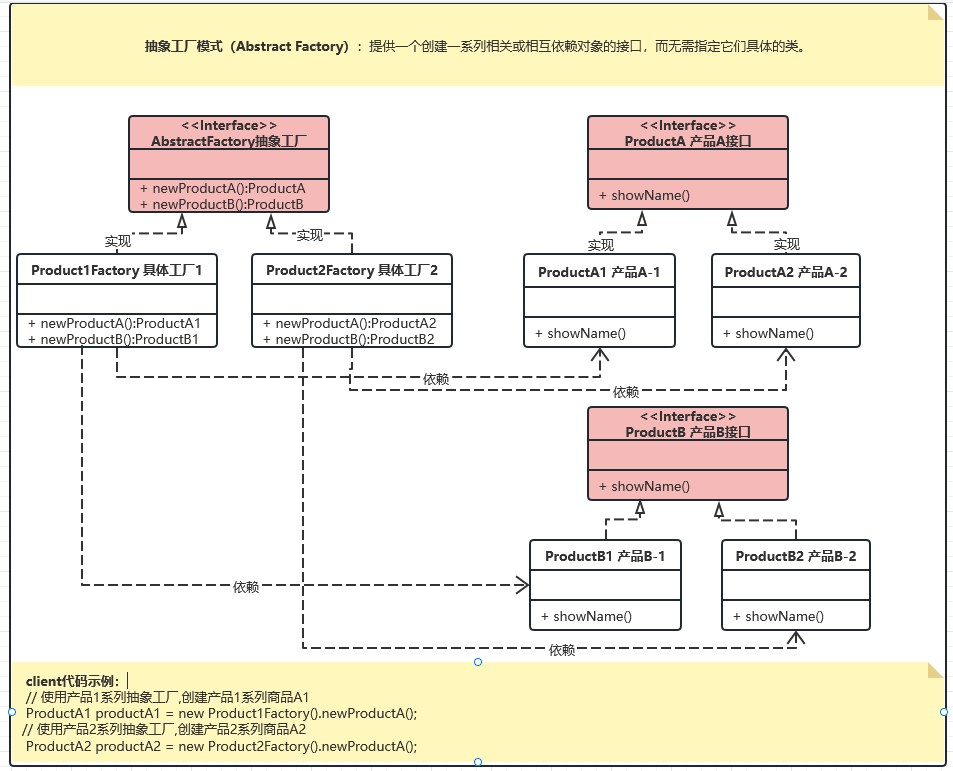 抽象工厂模式（Abstract Factory）：提供一个创建一系列相关或相互依赖对象的接口，而无需指定它们具体的类。
<<Interface>>
AbstractFactory抽象工厂
+ newProductA():ProductA
+ newProductB():ProductB
<<Interface>>
ProductA 产品A接口
+ showName()
实现
实现
实现
实现
Product1Factory 具体工厂1
+ newProductA():ProductA1
+ newProductB():ProductB1
Product2Factory 具体工厂2
+ newProductA():ProductA2
+ newProductB():ProductB2
ProductA1 产品A-1
+ showName()
ProductA2 产品A-2
+ showName()
依赖
依赖
<<Interface>>
ProductB 产品B接口
+ showName()
ProductB1 产品B-1
+ showName()
ProductB2 产品B-2
+ showName()
依赖
依赖
client代码示例：
// 使用产品1系列抽象工厂,创建产品1系列商品A1
ProductA1 productA1 = new Product1Factory().newProductA();
// 使用产品2系列抽象工厂,创建产品2系列商品A2
ProductA2 productA2 = new Product2Factory().newProductA();